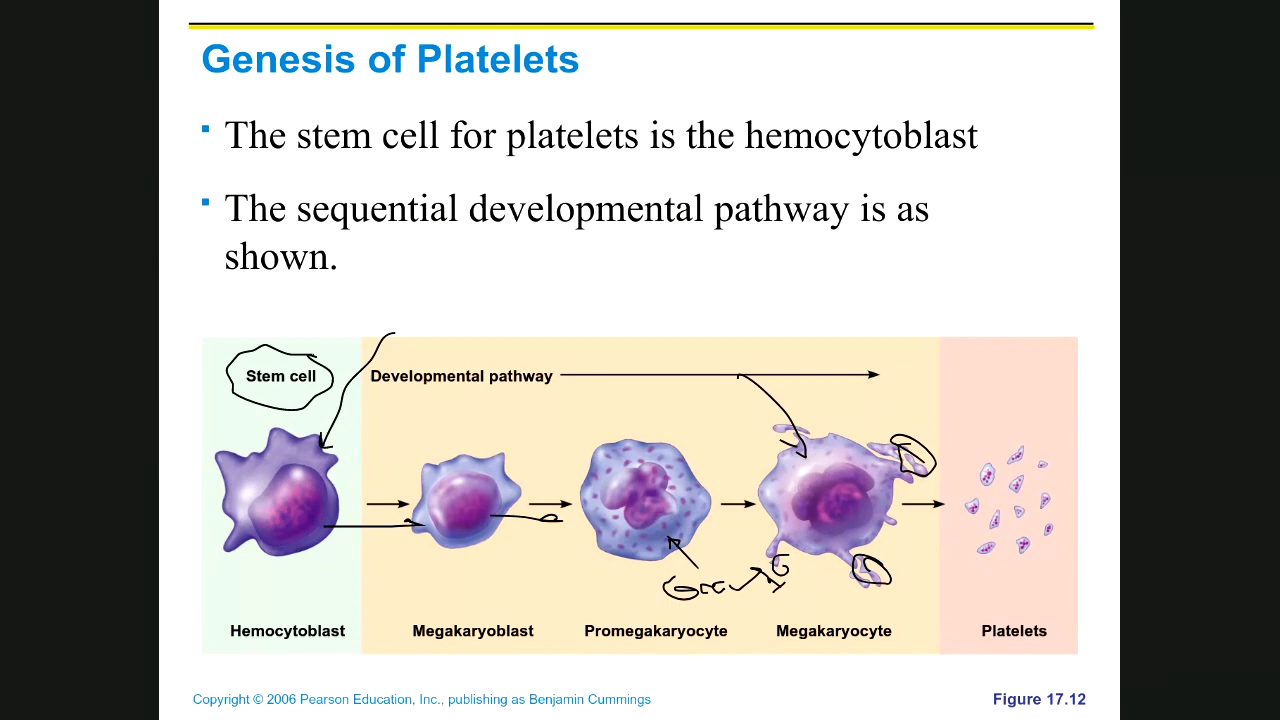 Genesis of Platelets
The stem cell for platelets is the hemocytoblast
The sequential developmental pathway is as
shown.
Stem cell
Developmental pathway
Hemocytoblast
Megakaryoblast
Promegakaryocyte
Megakaryocyte
Platelets
Copyright © 2006 Pearson Education, Inc., publishing as Benjamin Cummings
Figure 17.12